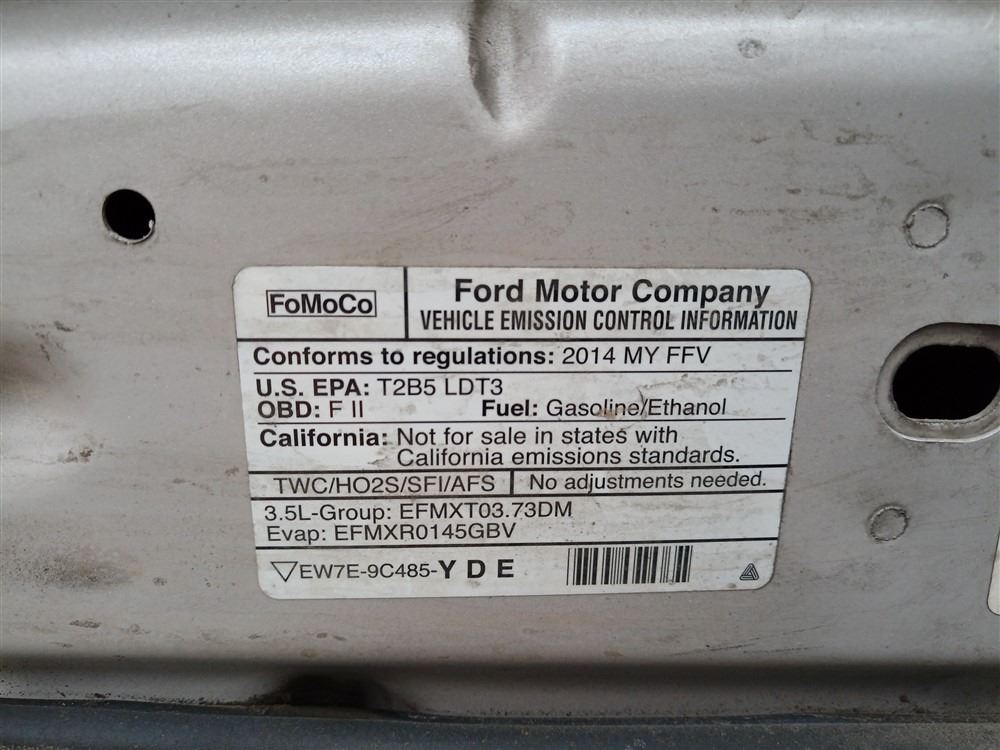 FoMoCo
Ford Motor Company
VEHICLE EMISSION CONTROL INFORMATION
Conforms to regulations: 2014 MY FFV
U.S. EPA: T2B5 LDT3
OBD: F II Fuel: Gasoline/Ethanol
California: Not for sale in states with
California emissions standards.
TWC/HO2S/SFI/AFS No adjustments needed.
3.5L-Group: EFMXT03.73DM
Evap: EFMXR0145GBV
EW7E-9C485-Y D E